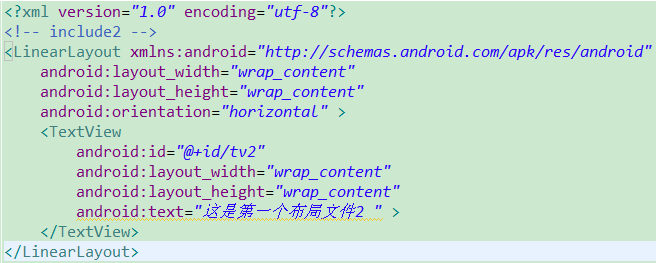 <?xml version="1.0" encoding="utf-8"?>
<!-- include2 -->
<LinearLayout xmlns:android="http://schemas.android.com/apk/res/android"
    android:layout_width="wrap_content"
    android:layout_height="wrap_content"
    android:orientation="horizontal" >
    <TextView
        android:id="@+id/tv2"
        android:layout_width="wrap_content"
        android:layout_height="wrap_content"
        android:text="这是第一个布局文件2 " >
    </TextView>
</LinearLayout>